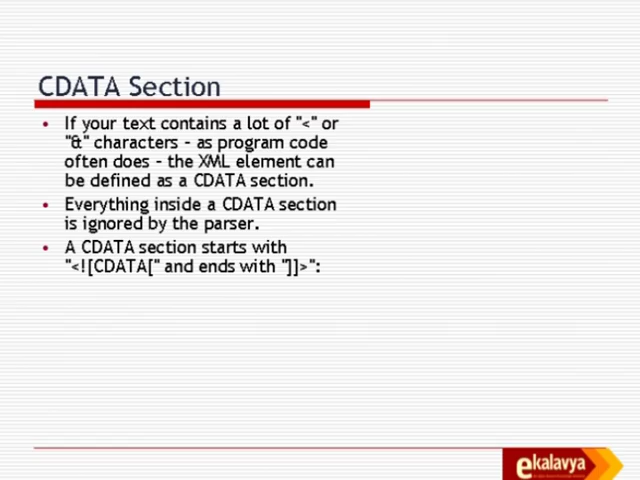 CDATA Section
• If your text contains a lot of "<" or
"&" characters – as program code
often does – the XML element can
be defined as a CDATA section.
• Everything inside a CDATA section
is ignored by the parser.
• A CDATA section starts with
"<![CDATA[" and ends with "]]>":
ekalavya